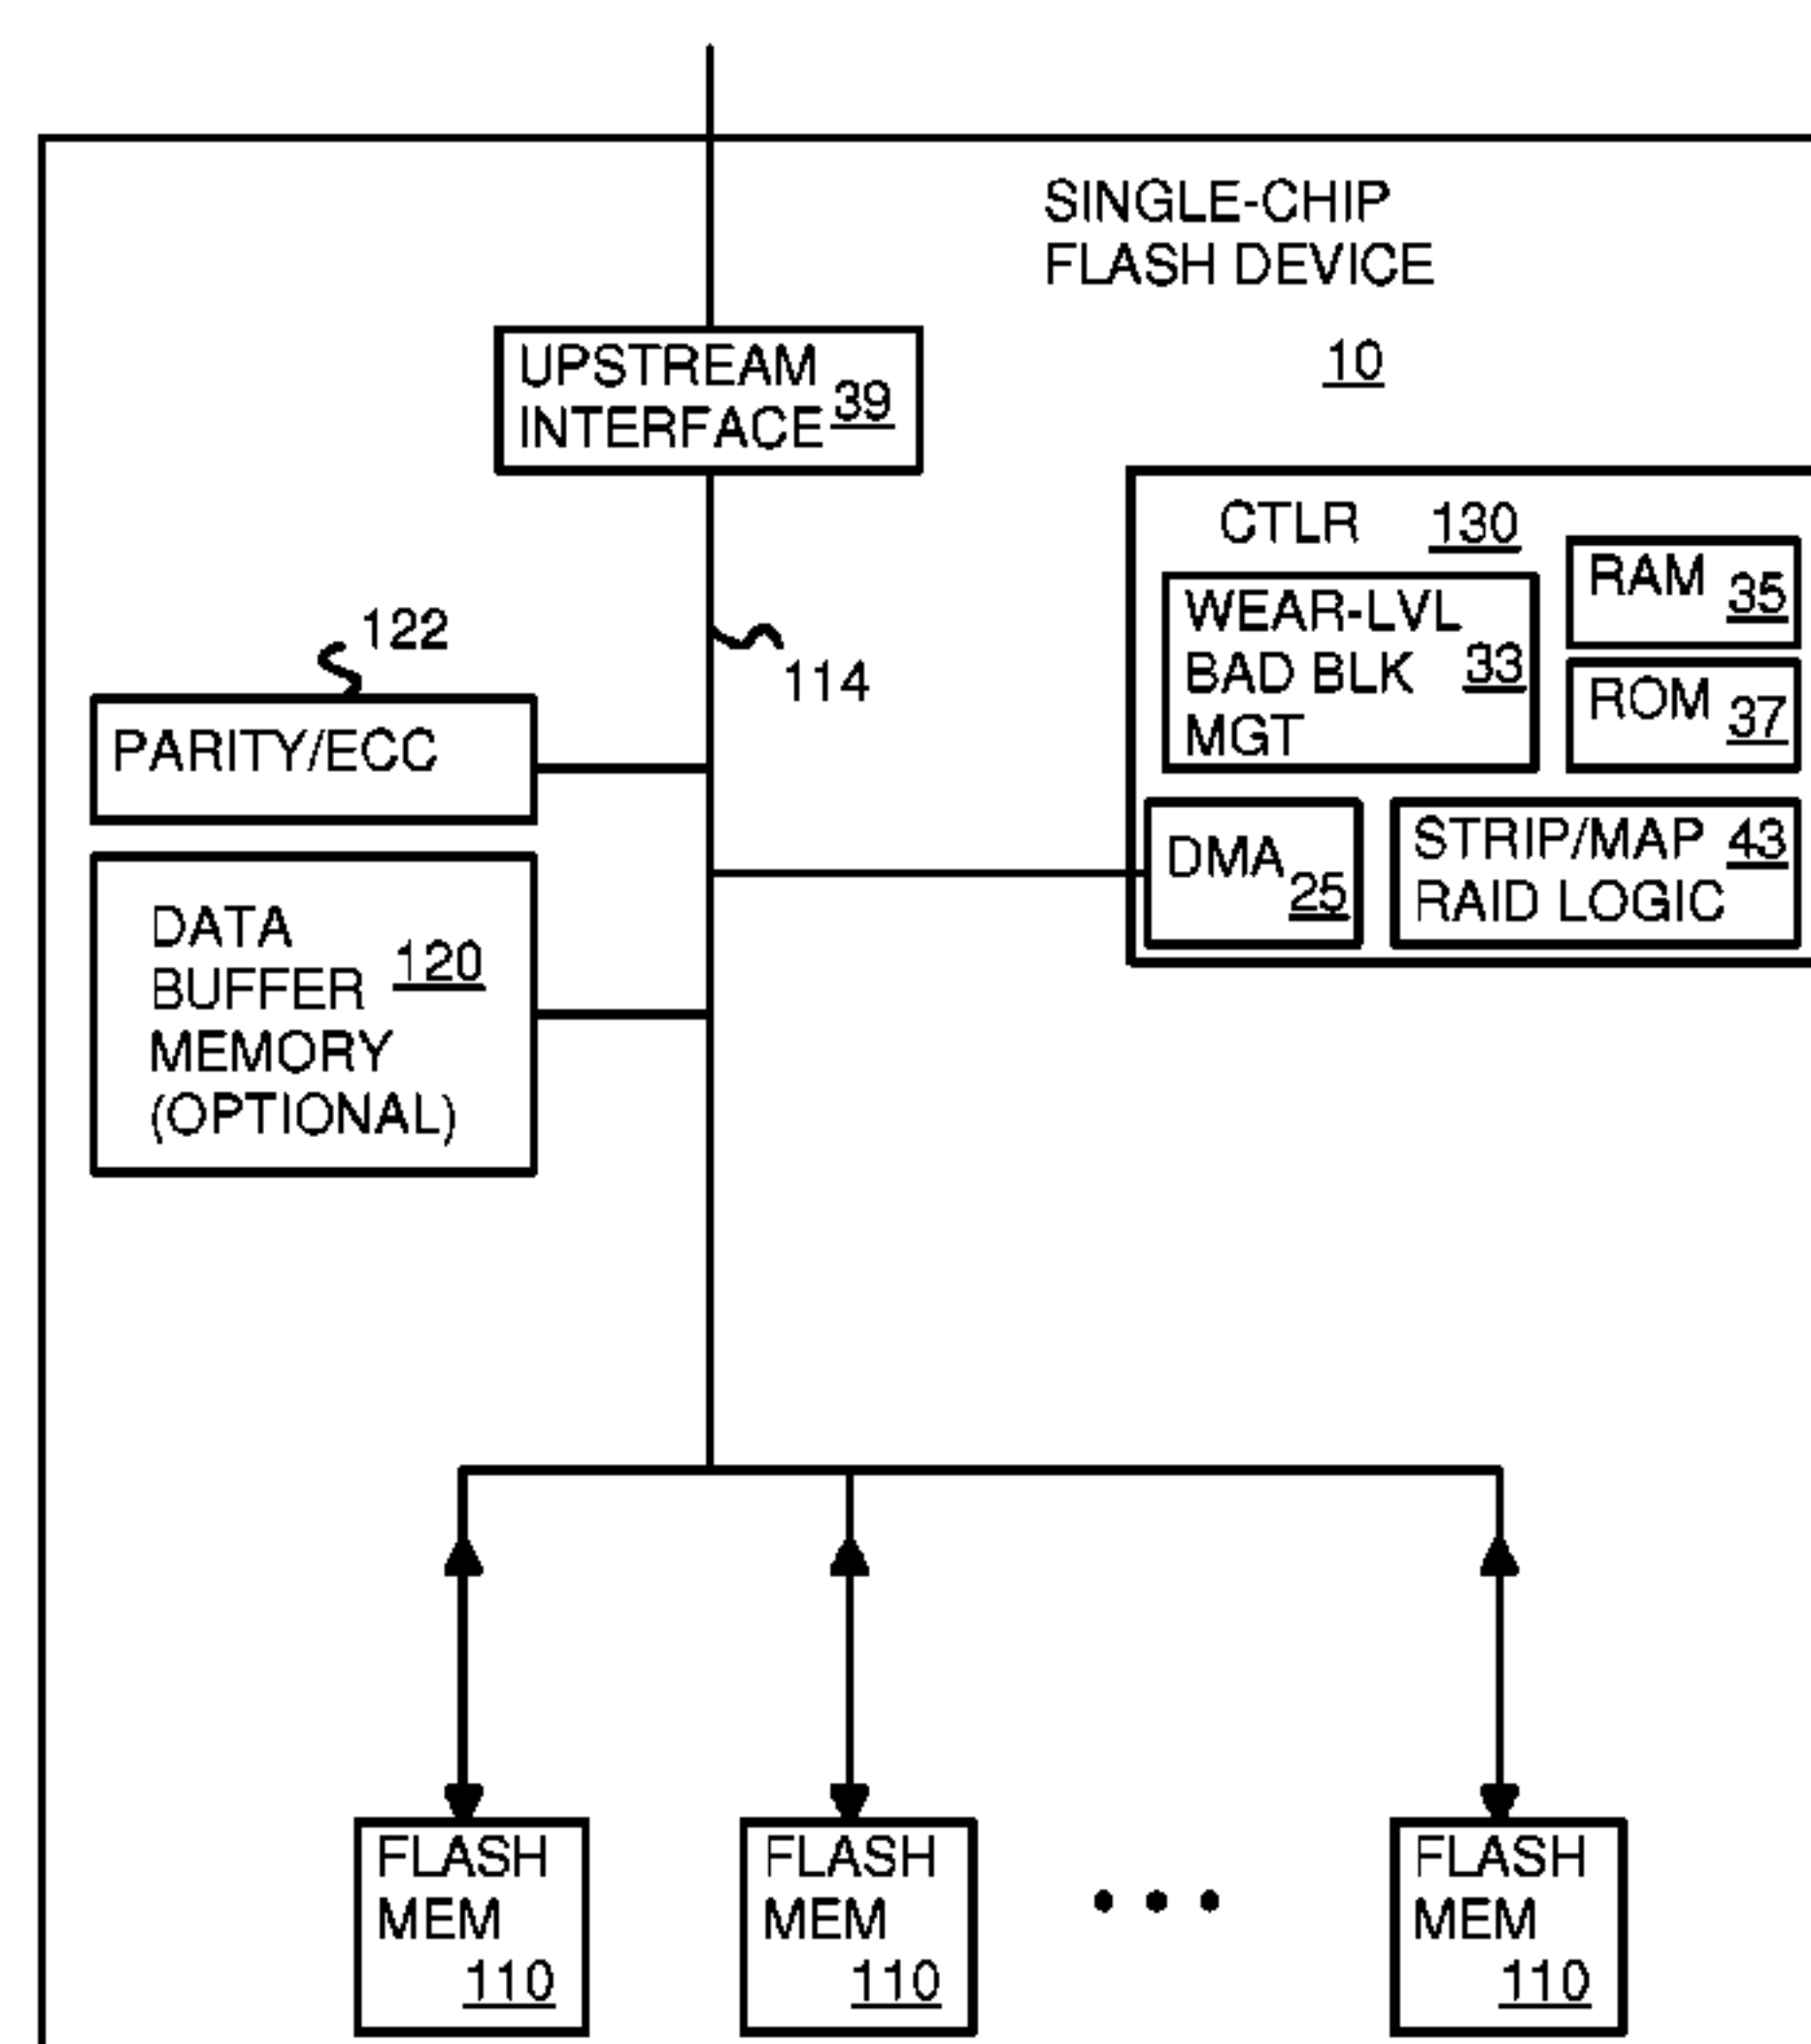 SINGLE-CHIP
FLASH DEVICE
10
UPSTREAM
INTERFACE 39
CTLR 130
WEAR-LVL
BAD BLK 33
MGT
RAM 35
ROM 37
122
114
PARITY/ECC
DMA 25
STRIP/MAP 43
RAID LOGIC
DATA
BUFFER 120
MEMORY
(OPTIONAL)
FLASH
MEM
110
FLASH
MEM
110
• • •
FLASH
MEM
110